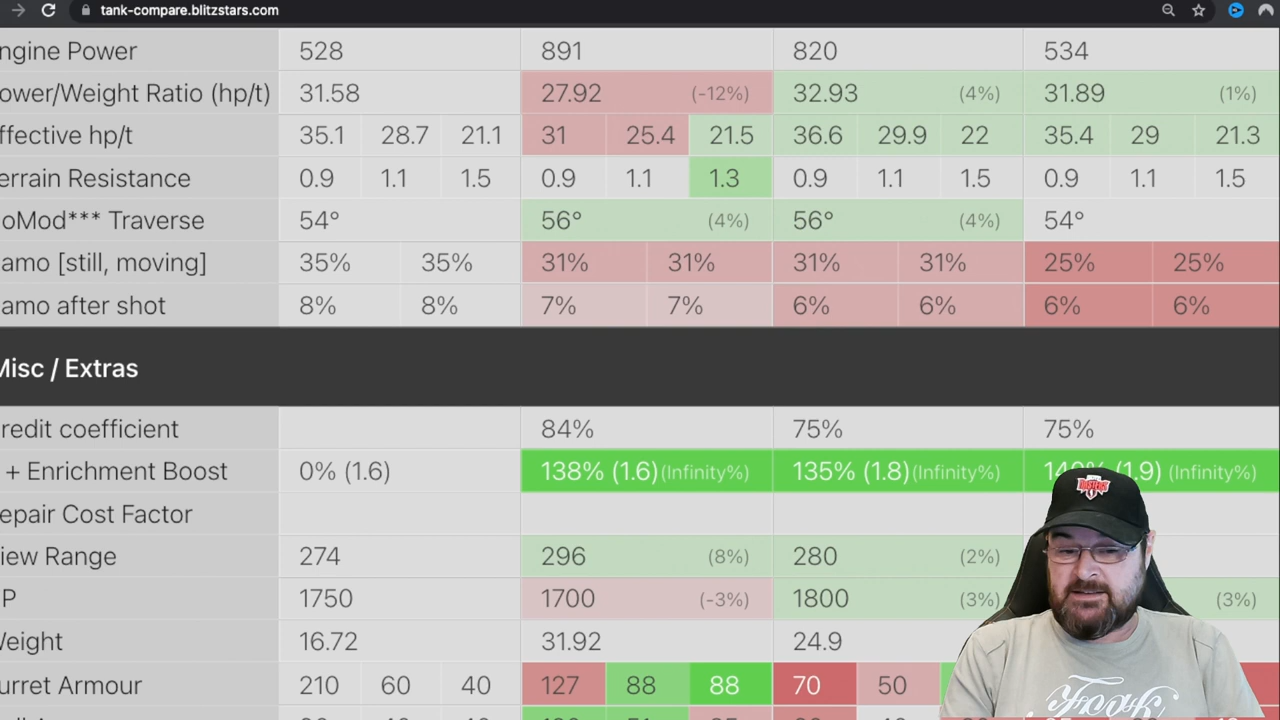 tank-compare.blitzstars.com
ngine Power 528 891 820 534
ower/Weight Ratio (hp/t) 31.58 27.92 (-12%) 32.93 (4%) 31.89 (1%)
ffective hp/t 35.1 28.7 21.1 31 25.4 21.5 36.6 29.9 22 35.4 29 21.3
errain Resistance 0.9 1.1 1.5 0.9 1.1 1.3 0.9 1.1 1.5 0.9 1.1 1.5
oMod*** Traverse 54° 56° (4%) 56° (4%) 54°
amo [still, moving] 35% 35% 31% 31% 31% 31% 25% 25%
amo after shot 8% 8% 7% 7% 6% 6% 6% 6%
Misc / Extras
redit coefficient 84% 75% 75%
+ Enrichment Boost 0% (1.6) 138% (1.6) (Infinity%) 135% (1.8) (Infinity%) (1.9) (Infinity%)
epair Cost Factor
iew Range 274 296 (8%) 280 (2%)
P 1750 1700 (-3%) 1800 (3%) (3%)
Weight 16.72 31.92 24.9
urret Armour 210 60 40 127 88 88 70 50